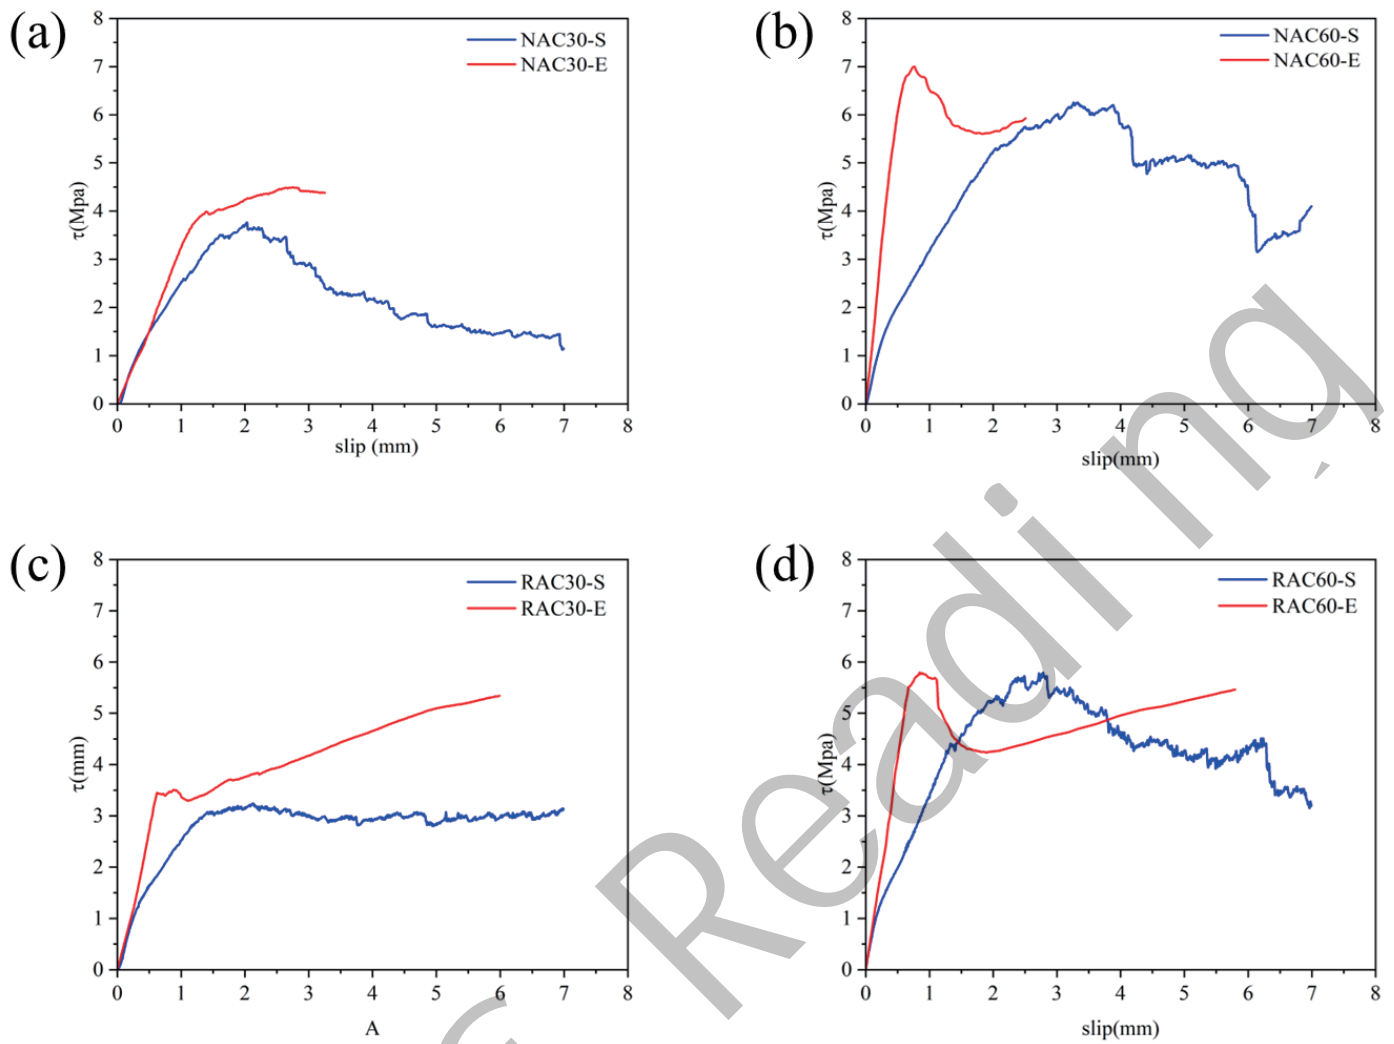 (a)
NAC30-S
NAC30-E
τ(Mpa)
8
7
6
5
4
3
2
1
0
0 1 2 3 4 5 6 7 8
slip (mm)
(b)
NAC60-S
NAC60-E
τ(Mpa)
8
7
6
5
4
3
2
1
0
0 1 2 3 4 5 6 7 8
slip(mm)
(c)
RAC30-S
RAC30-E
τ(mm)
8
7
6
5
4
3
2
1
0
0 1 2 3 4 5 6 7 8
A
(d)
RAC60-S
RAC60-E
τ(Mpa)
8
7
6
5
4
3
2
1
0
0 1 2 3 4 5 6 7 8
slip(mm)
Reading